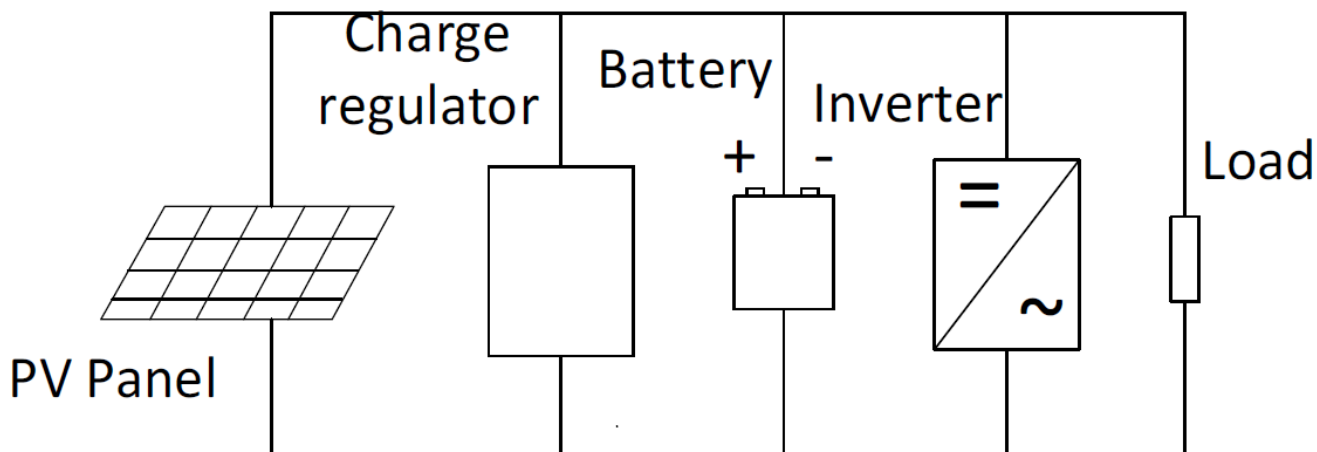 Charge
regulator
Battery
Inverter
Load
+ -
=
~
PV Panel